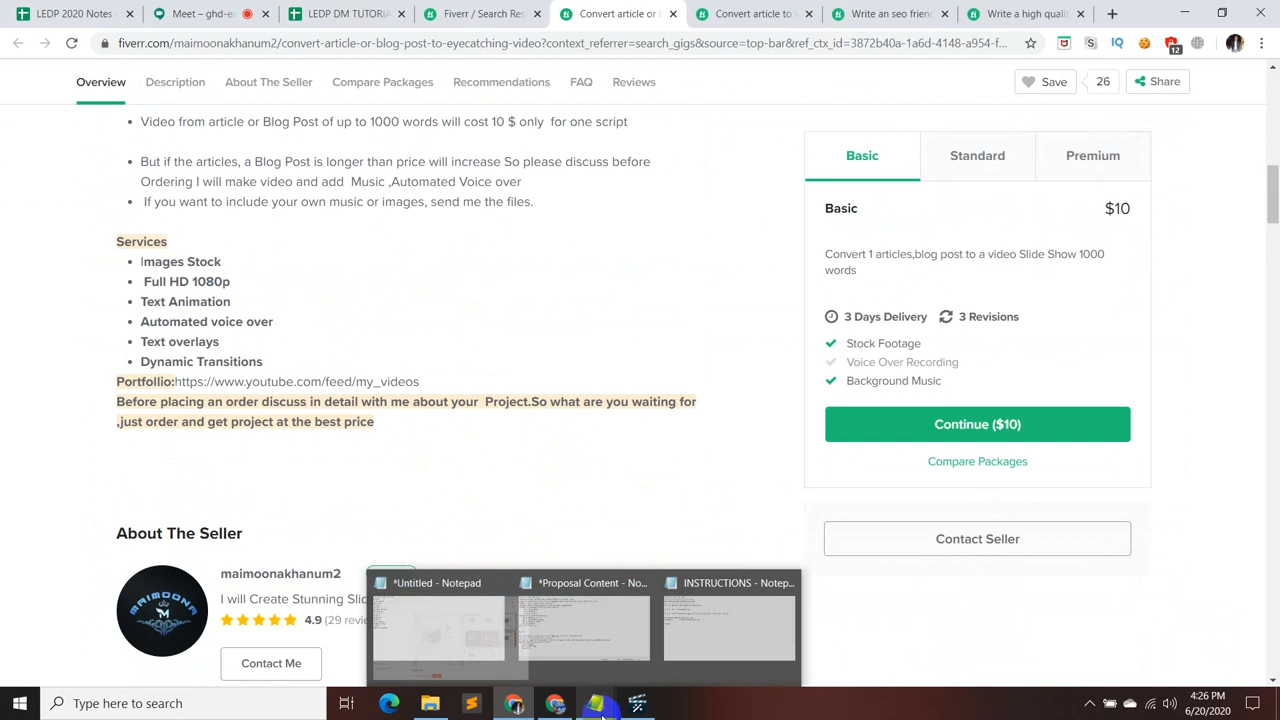 LEDP 2020 Notes -
Meet – ghd-e
LEDP DM TUTORIA
Fiverr / Search Res
Convert article or
Convert article to
Write seo frien
Write a high qualit
fiverr.com/maimoonakhanum2/convert-article-or-blog-post-to-eyecatching-video?context_referrer=search_gigs&source=top-bar&ref_ctx_id=3872b40a-1a6d-4148-a954-f...
12
Overview
Description
About The Seller
Compare Packages
Recommendations
FAQ
Reviews
Save
26
Share
Video from article or Blog Post of up to 1000 words will cost 10 $ only for one script
But if the articles, a Blog Post is longer than price will increase So please discuss before
Ordering I will make video and add Music ,Automated Voice over
If you want to include your own music or images, send me the files.
Services
Images Stock
Full HD 1080p
Text Animation
Automated voice over
Text overlays
Dynamic Transitions
Portfollio:https://www.youtube.com/feed/my_videos
Before placing an order discuss in detail with me about your Project.So what are you waiting for
,just order and get project at the best price
Basic
Standard
Premium
Basic
$10
Convert 1 articles,blog post to a video Slide Show 1000
words
3 Days Delivery
3 Revisions
Stock Footage
Voice Over Recording
Background Music
Continue ($10)
Compare Packages
Contact Seller
About The Seller
maimoonakhanum2
I will Create Stunning Slid
4.9 (29 revie
Contact Me
*Untitled - Notepad
*Proposal Content - No...
INSTRUCTIONS - Notep...
Type here to search
4:26 PM
6/20/2020